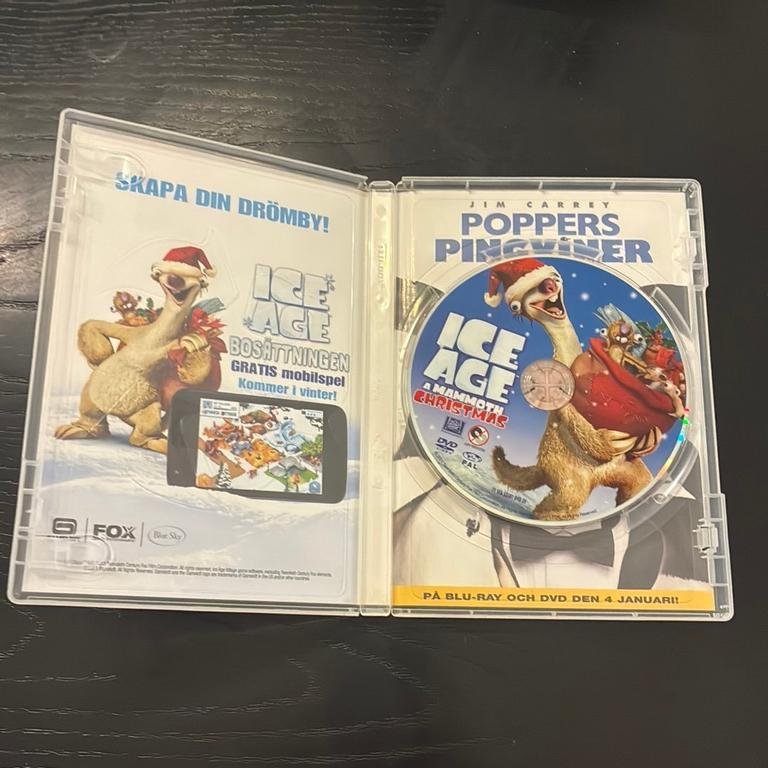 SKAPA DIN DRÖMBY!
ICE
AGE
BOSÄTTNINGEN
GRATIS mobilspel
Kommer i vinter!
FOX
Blue Sky
JIM CARREY
POPPERS
PINGVINER
ICE
AGE
A MAMMOTH
CHRISTMAS
DVD
PAL
PÅ BLU-RAY OCH DVD DEN 4 JANUARI!